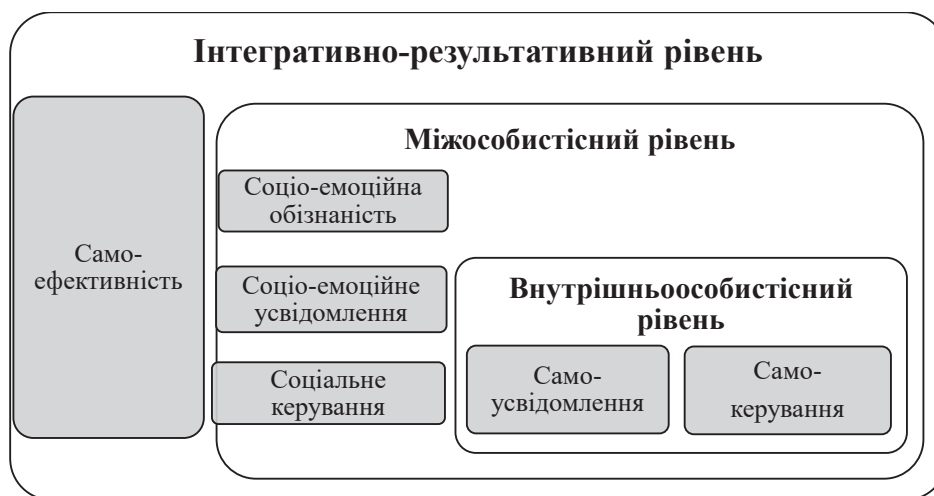 Інтегративно-результативний рівень
Міжособистісний рівень
Соціо-емоційна
обізнаність
Само-
ефективність
Соціо-емоційне
усвідомлення
Внутрішньоособистісний
рівень
Соціальне
керування
Само-
усвідомлення
Само-
керування